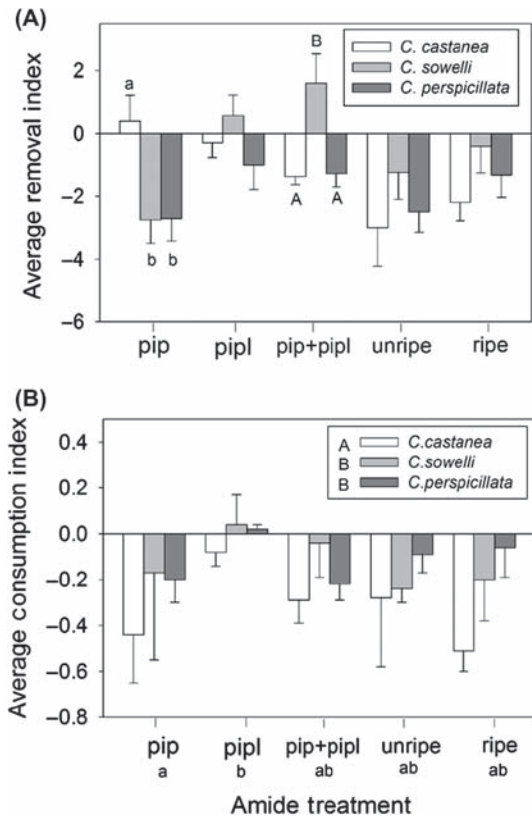 (A)
Average removal index
2
0
−2
−4
−6
C. castanea
C. sowelli
C. perspicillata
a
b b
B
A A
pip pipl pip+pipl unripe ripe
(B)
Average consumption index
0.4
0.2
0.0
−0.2
−0.4
−0.6
−0.8
A C.castanea
B C.sowelli
B C.perspicillata
pip pipl pip+pipl unripe ripe
a b ab ab ab
Amide treatment